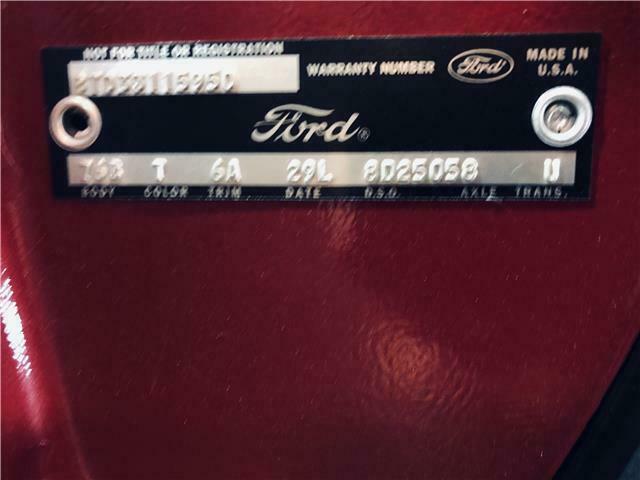 NOT FOR TITLE OR REGISTRATION
WARRANTY NUMBER
Ford
MADE IN
U.S.A.
Ford®
T 6A 29L 8D25058
BODY COLOR TRIM DATE D.S.O. AXLE TRANS.